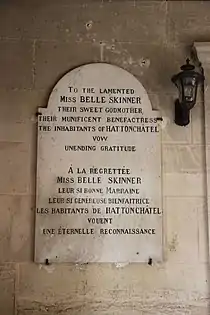 TO THE LAMENTED
MISS BELLE SKINNER
THEIR SWEET GODMOTHER
THEIR MUNIFICENT BENEFACTRESS
THE INHABITANTS OF HATTONCHATEL
VOW
UNENDING GRATITUDE
À LA REGRETTÉE
MISS BELLE SKINNER
LEUR SI BONNE MARRAINE
LEUR SI GÉNÉREUSE BIENFAITRICE
LES HABITANTS DE HATTONCHATEL
VOUENT
UNE ÉTERNELLE RECONNAISSANCE